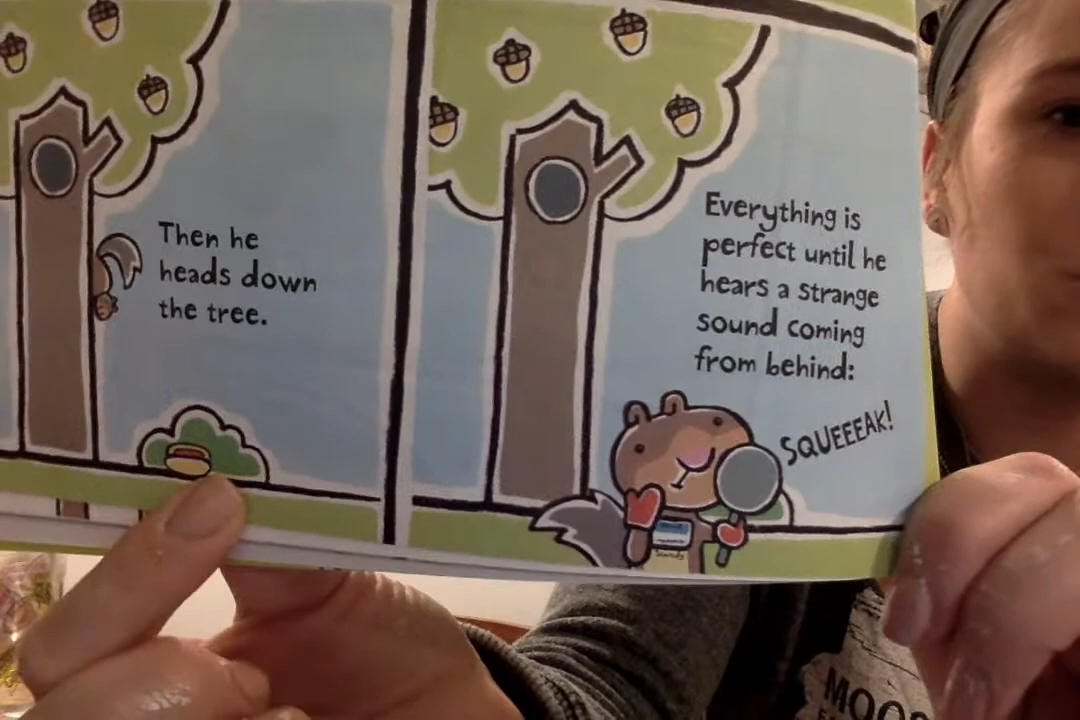 Then he
heads down
the tree.
Everything is
perfect until he
hears a strange
sound coming
from behind:
SQUEEEAK!